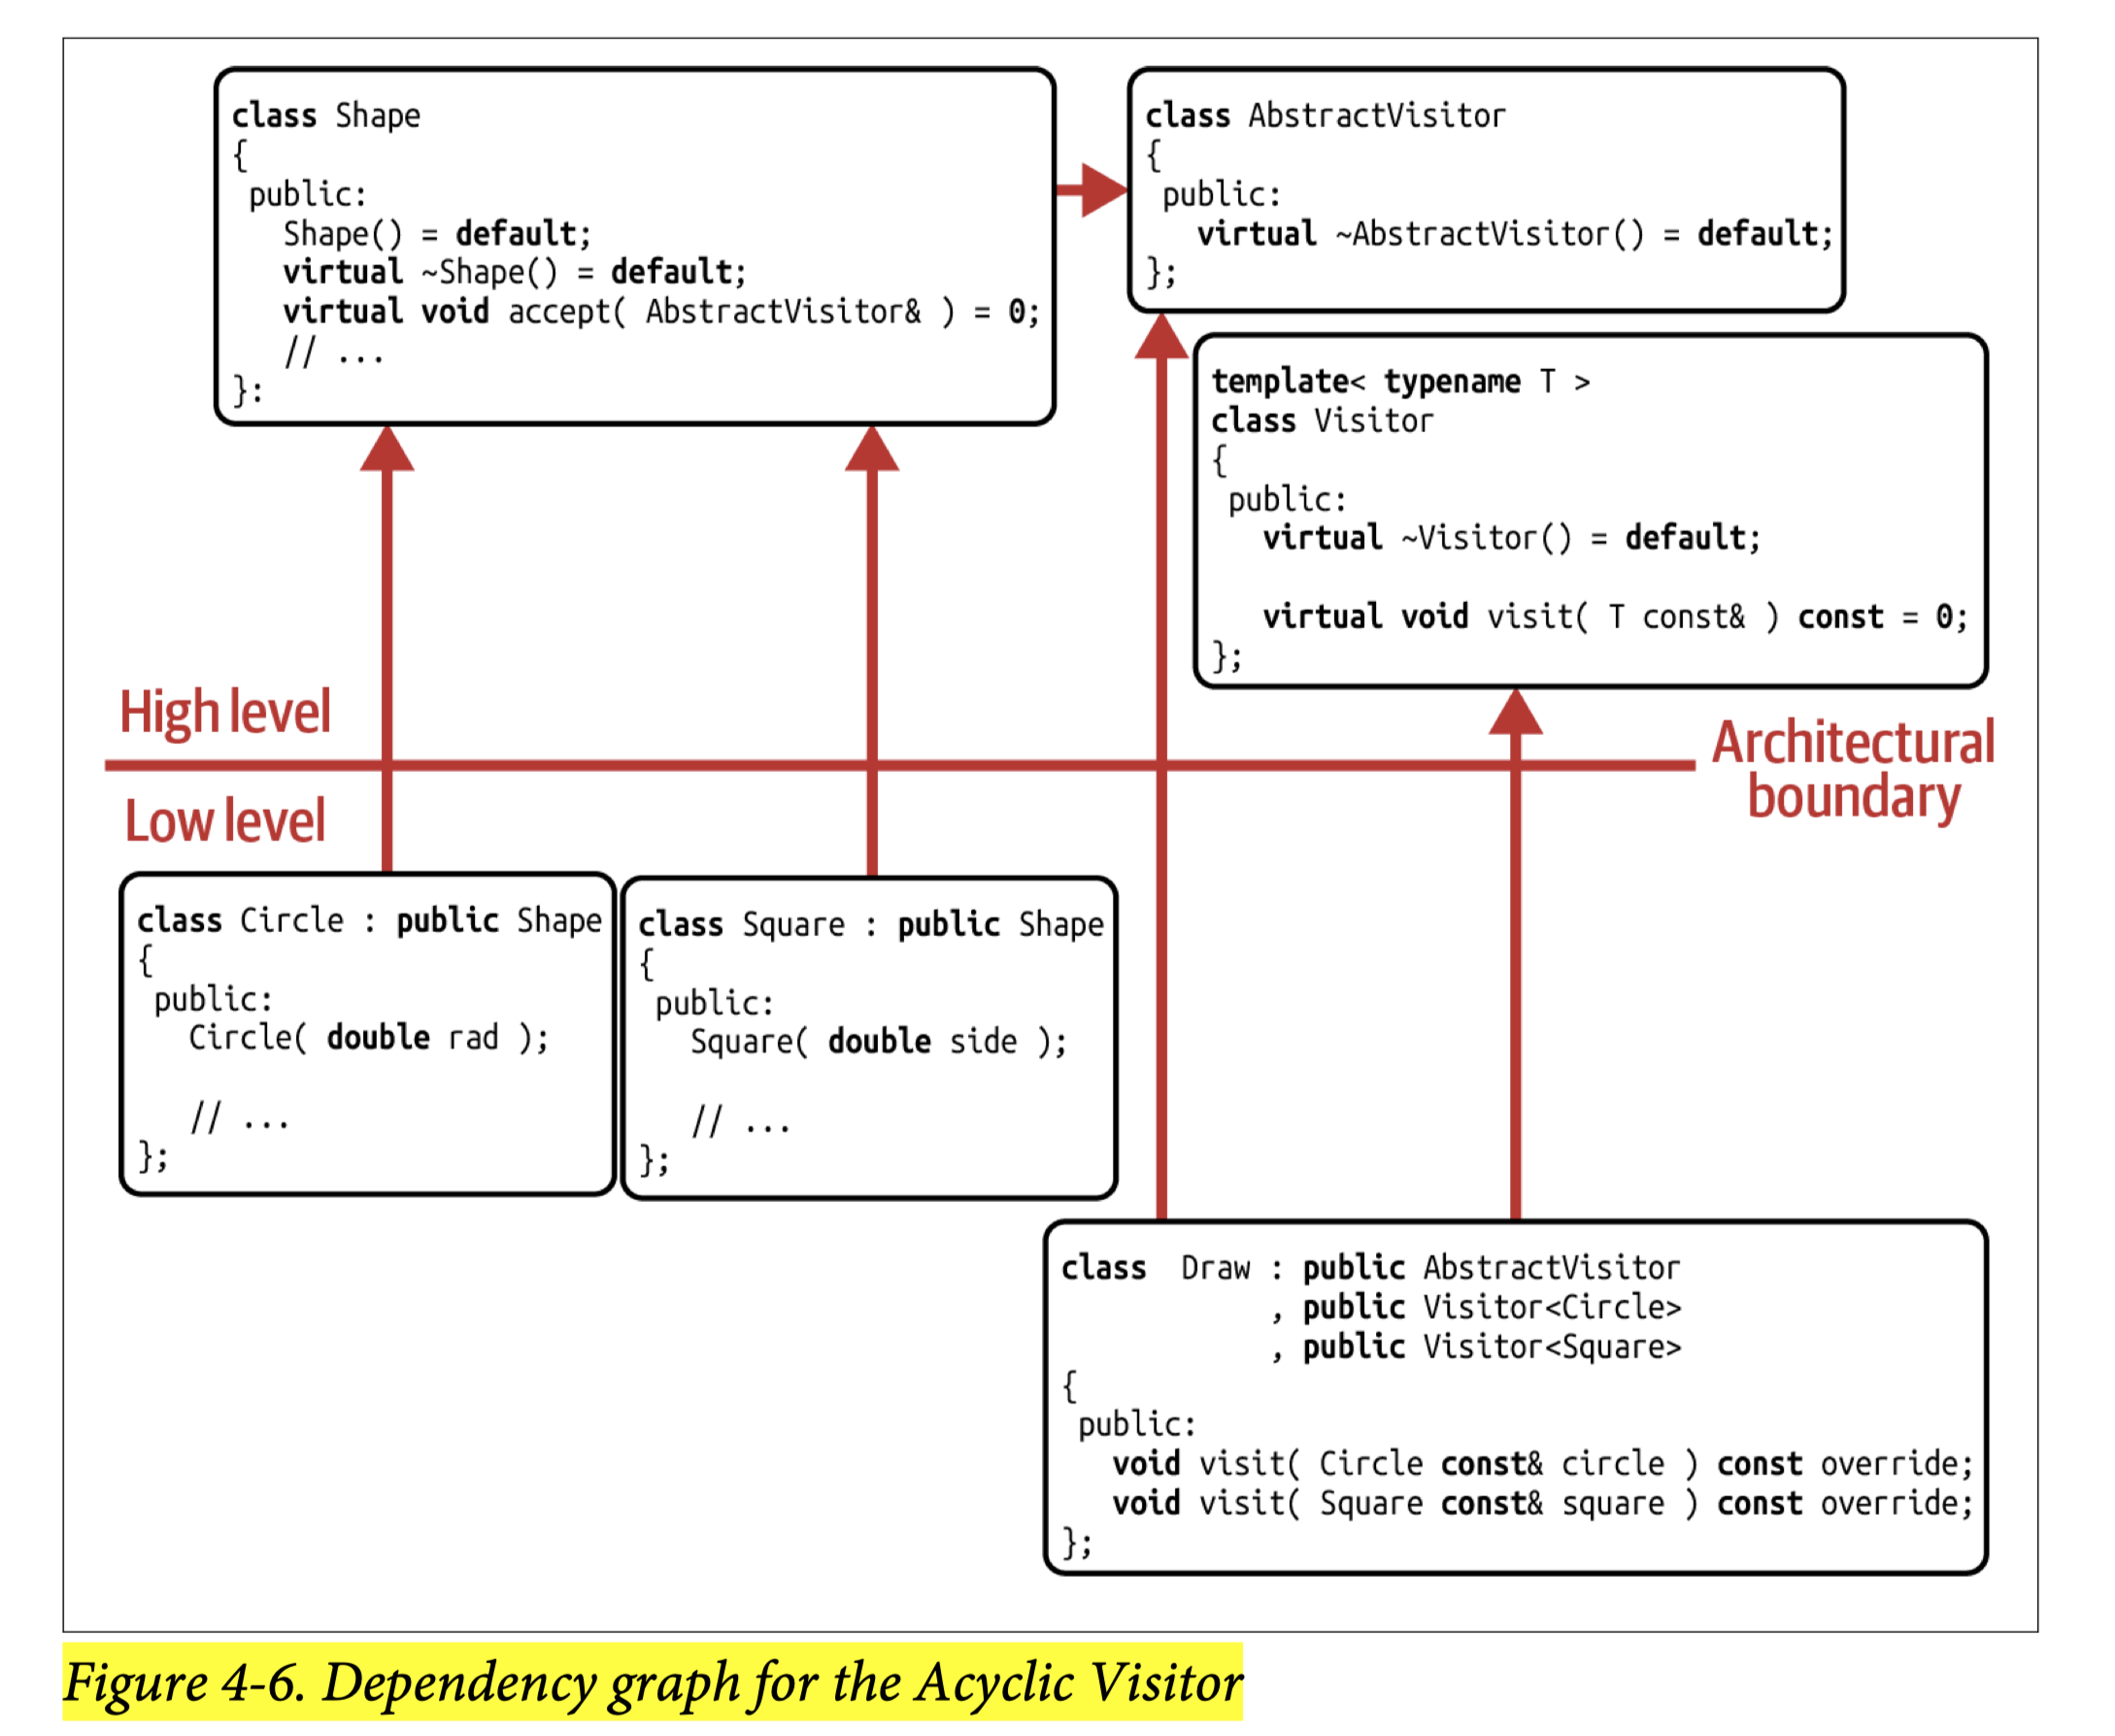 class Shape
{
 public:
   Shape() = default;
   virtual ~Shape() = default;
   virtual void accept( AbstractVisitor& ) = 0;
   // ...
}:
class AbstractVisitor
{
 public:
   virtual ~AbstractVisitor() = default;
};
template< typename T >
class Visitor
{
 public:
   virtual ~Visitor() = default;
   virtual void visit( T const& ) const = 0;
};
High level
Architectural
boundary
Low level
class Circle : public Shape
{
 public:
   Circle( double rad );
   // ...
};
class Square : public Shape
{
 public:
   Square( double side );
   // ...
};
class  Draw : public AbstractVisitor
            , public Visitor<Circle>
            , public Visitor<Square>
{
 public:
   void visit( Circle const& circle ) const override;
   void visit( Square const& square ) const override;
};
Figure 4-6. Dependency graph for the Acyclic Visitor